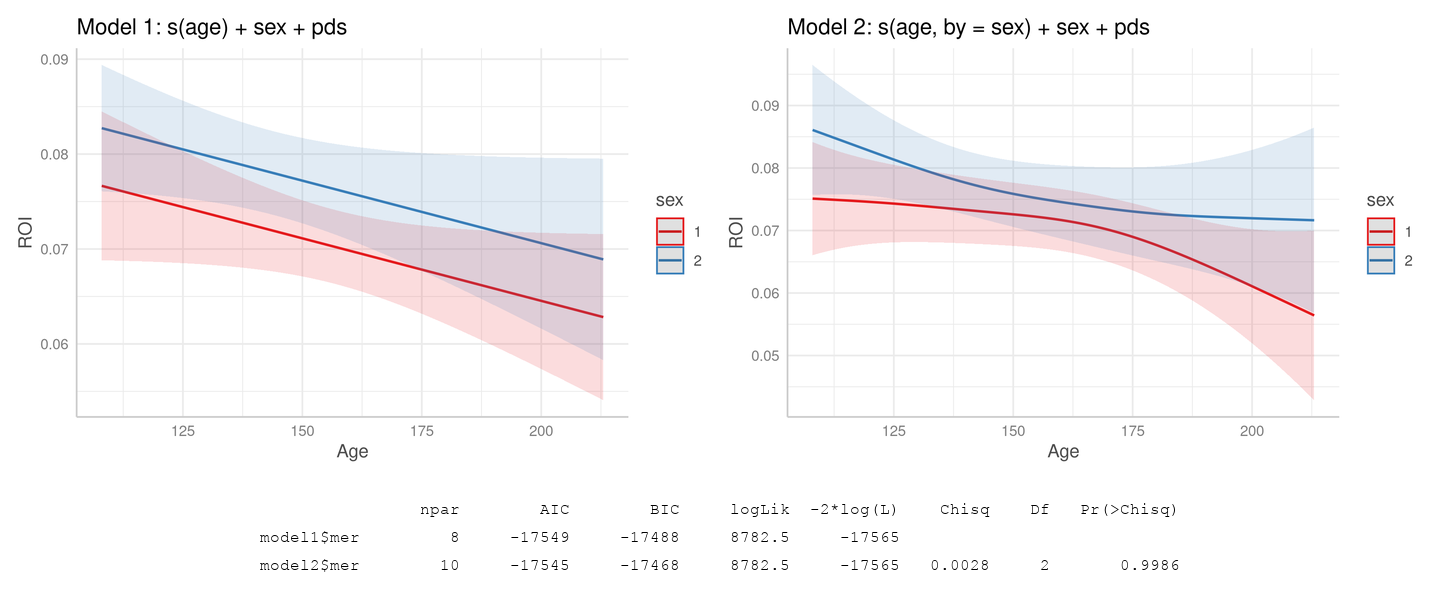 Model 1: s(age) + sex + pds
0.09
0.08
0.07
0.06
ROI
125 150 175 200
Age
sex
1
2
Model 2: s(age, by = sex) + sex + pds
0.09
0.08
0.07
0.06
0.05
ROI
125 150 175 200
Age
sex
1
2
npar AIC BIC logLik -2*log(L) Chisq Df Pr(>Chisq)
model1$mer 8 -17549 -17488 8782.5 -17565
model2$mer 10 -17545 -17468 8782.5 -17565 0.0028 2 0.9986